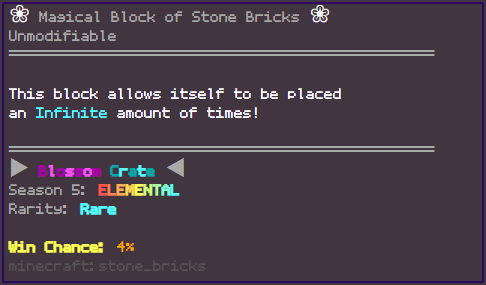 ❀ Masical Block of Stone Bricks ❀
Unmodifiable
This block allows itself to be placed
an Infinite amount of times!
▶ Blossom Crate ◀
Season 5: ELEMENTAL
Rarity: Rare
Win Chance: 4%
minecraft:stone_bricks